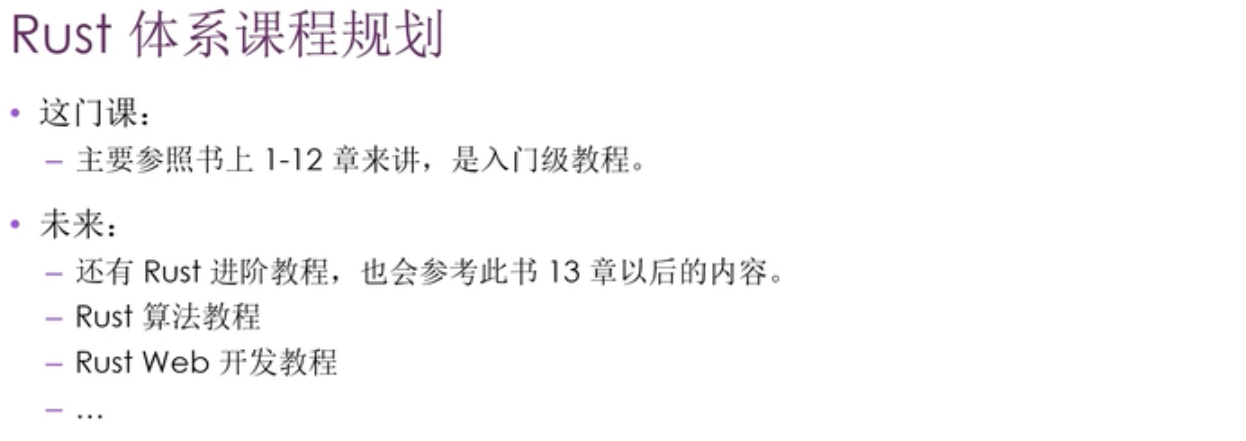 Rust 体系课程规划
• 这门课：
– 主要参照书上 1-12 章来讲，是入门级教程。
• 未来：
– 还有 Rust 进阶教程，也会参考此书 13 章以后的内容。
– Rust 算法教程
– Rust Web 开发教程
– …